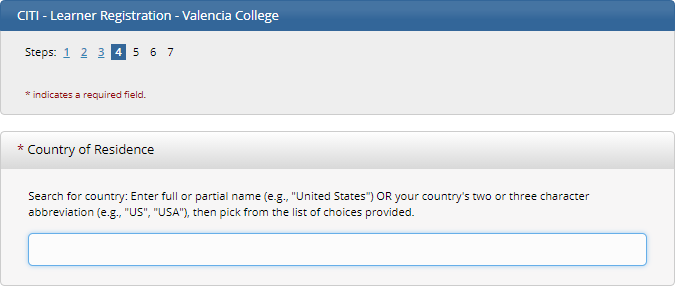 CITI - Learner Registration - Valencia College
Steps: 1 2 3 4 5 6 7
* indicates a required field.
* Country of Residence
Search for country: Enter full or partial name (e.g., "United States") OR your country's two or three character
abbreviation (e.g., "US", "USA"), then pick from the list of choices provided.